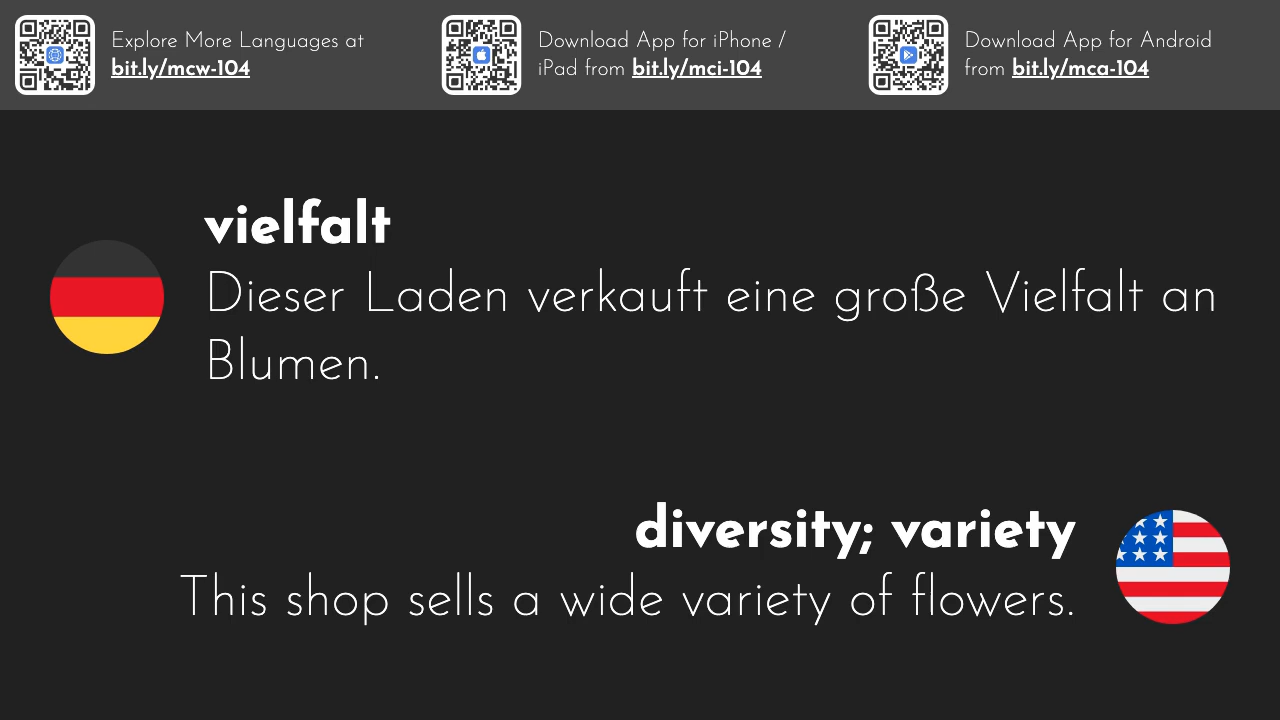 Explore More Languages at
bit.ly/mcw-104
Download App for iPhone /
iPad from bit.ly/mci-104
Download App for Android
from bit.ly/mca-104
vielfalt
Dieser Laden verkauft eine große Vielfalt an
Blumen.
diversity; variety
This shop sells a wide variety of flowers.